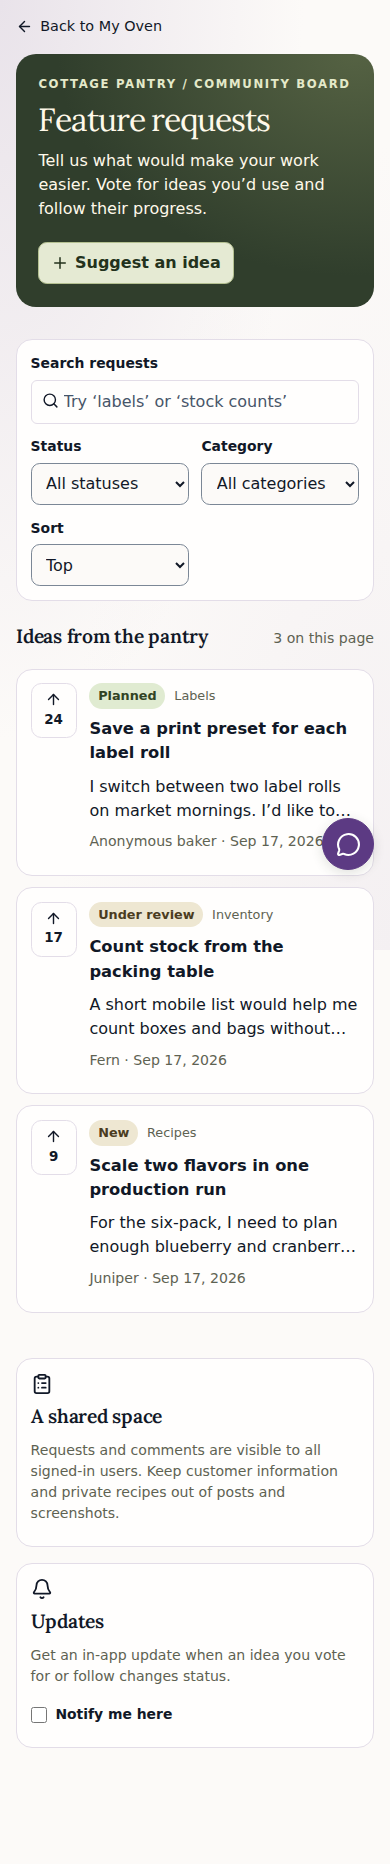 Back to My Oven
COTTAGE PANTRY / COMMUNITY BOARD
Feature requests
Tell us what would make your work
easier. Vote for ideas you’d use and
follow their progress.
Suggest an idea
Search requests
Try ‘labels’ or ‘stock counts’
Status
Category
All statuses
All categories
Sort
Top
Ideas from the pantry
3 on this page
24
Planned
Labels
Save a print preset for each
label roll
I switch between two label rolls
on market mornings. I’d like to…
Anonymous baker · Sep 17, 2026
17
Under review
Inventory
Count stock from the
packing table
A short mobile list would help me
count boxes and bags without…
Fern · Sep 17, 2026
9
New
Recipes
Scale two flavors in one
production run
For the six-pack, I need to plan
enough blueberry and cranberr…
Juniper · Sep 17, 2026
A shared space
Requests and comments are visible to all
signed-in users. Keep customer information
and private recipes out of posts and
screenshots.
Updates
Get an in-app update when an idea you vote
for or follow changes status.
Notify me here